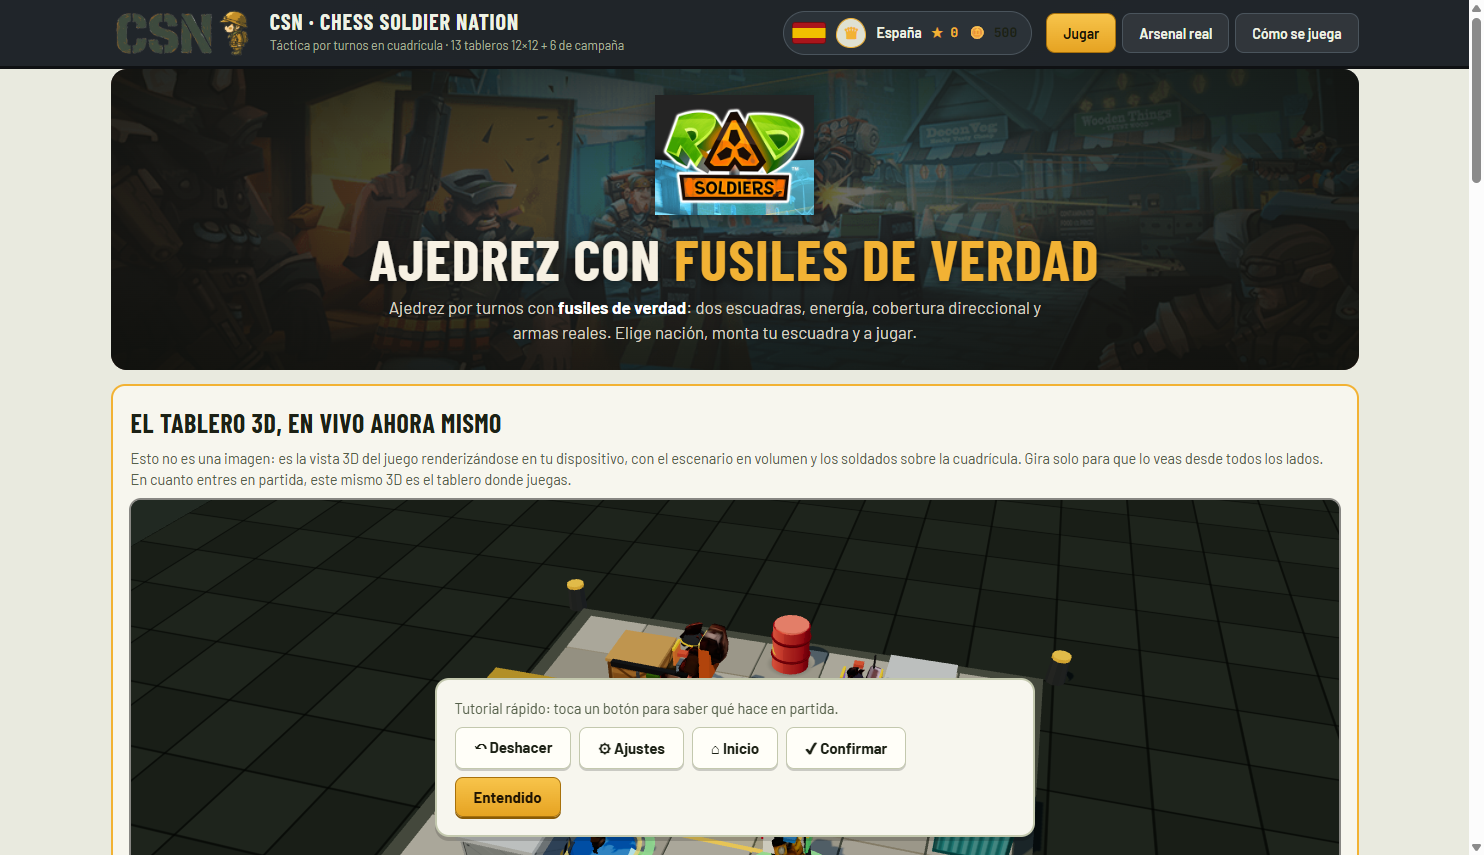 CSN
CSN · CHESS SOLDIER NATION
Táctica por turnos en cuadrícula · 13 tableros 12×12 + 6 de campaña
♛ España ★ 0 500
Jugar
Arsenal real
Cómo se juega
DeconVeg
Wooden Things
RAD
SOLDIERS
TM
AJEDREZ CON FUSILES DE VERDAD
Ajedrez por turnos con fusiles de verdad: dos escuadras, energía, cobertura direccional y
armas reales. Elige nación, monta tu escuadra y a jugar.
EL TABLERO 3D, EN VIVO AHORA MISMO
Esto no es una imagen: es la vista 3D del juego renderizándose en tu dispositivo, con el escenario en volumen y los soldados sobre la cuadrícula. Gira solo para que lo veas desde todos los lados.
En cuanto entres en partida, este mismo 3D es el tablero donde juegas.
Tutorial rápido: toca un botón para saber qué hace en partida.
↶ Deshacer
⚙ Ajustes
⌂ Inicio
✓ Confirmar
Entendido